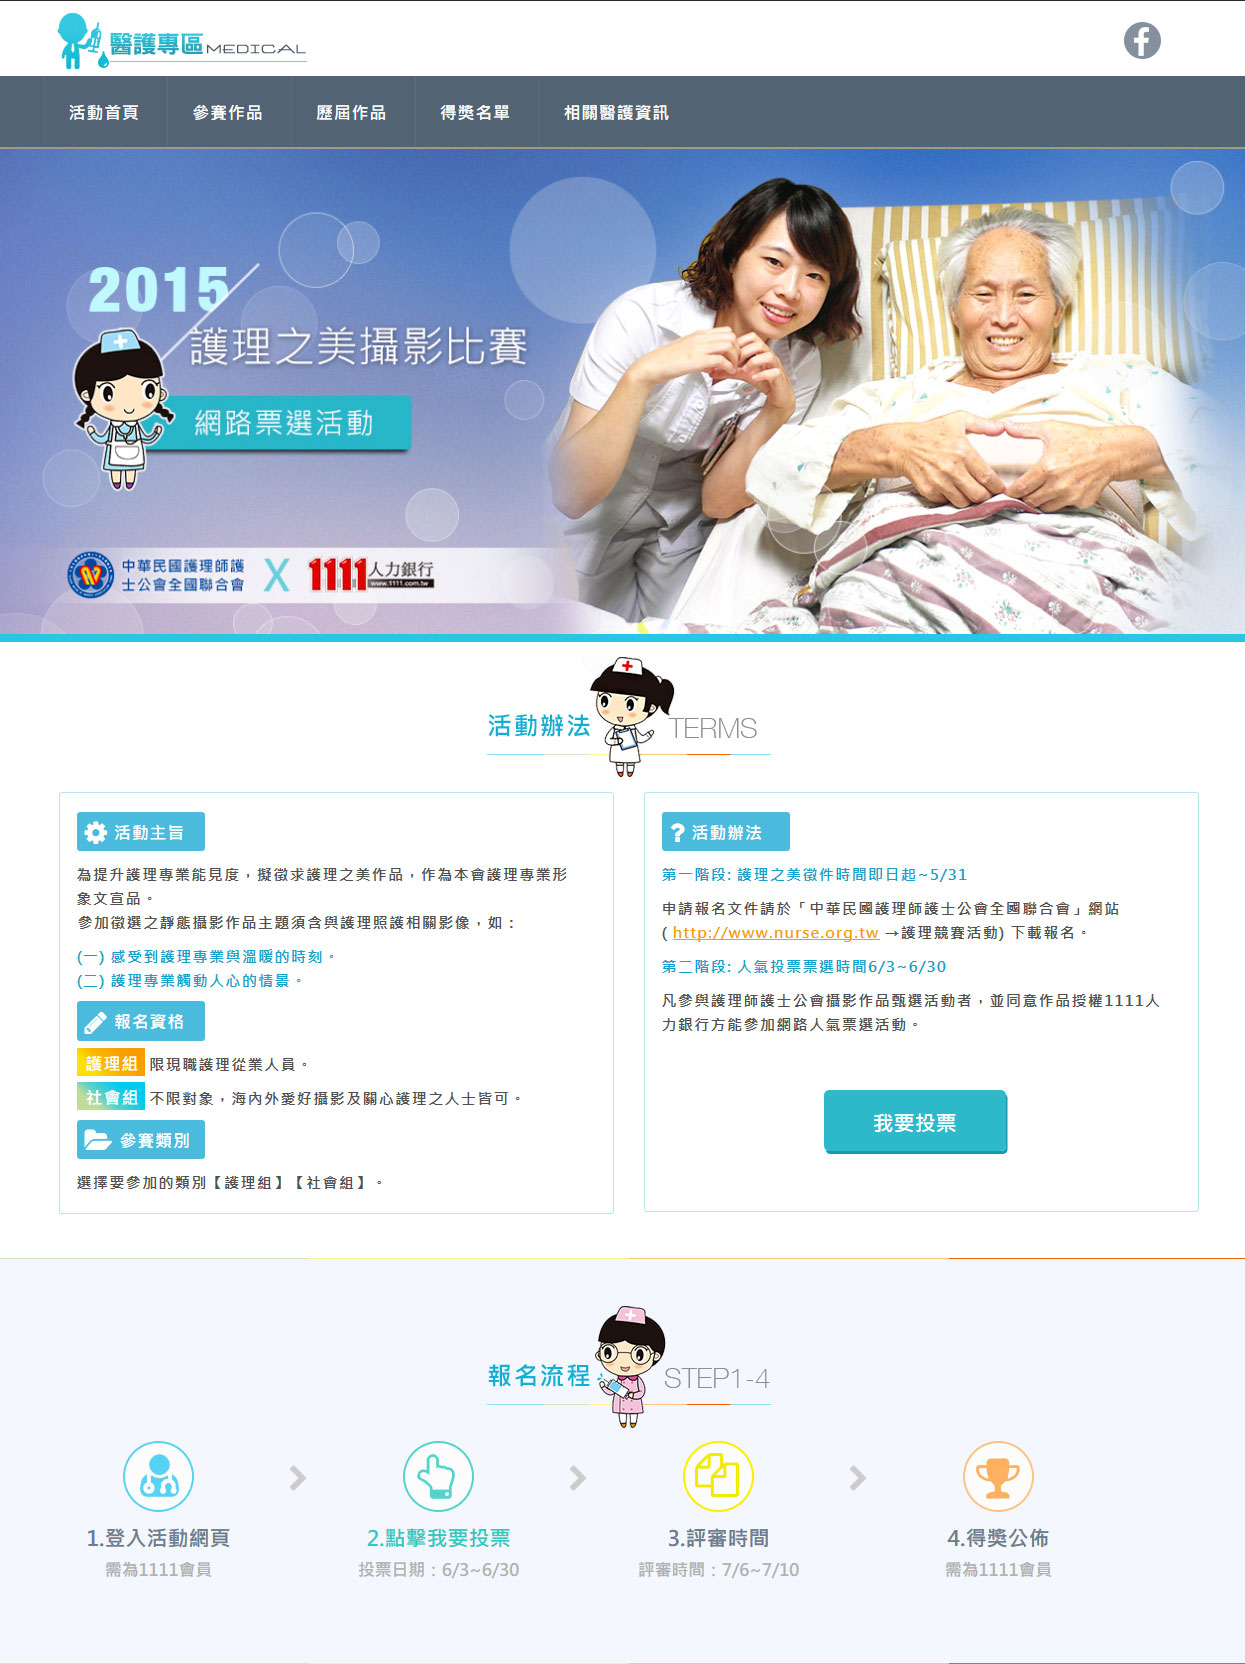 醫護專區MEDICAL
活動首頁 參賽作品 歷屆作品 得獎名單 相關醫護資訊
2015
護理之美攝影比賽
網路票選活動
中華民國護理師護
士公會全國聯合會
X
1111人力銀行
www.1111.com.tw
活動辦法 TERMS
活動主旨
為提升護理專業能見度，擬徵求護理之美作品，作為本會護理專業形
象文宣品。
參加徵選之靜態攝影作品主題須含與護理照護相關影像，如：
(一) 感受到護理專業與溫暖的時刻。
(二) 護理專業觸動人心的情景。
報名資格
護理組 限現職護理從業人員。
社會組 不限對象，海內外愛好攝影及關心護理之人士皆可。
參賽類別
選擇要參加的類別【護理組】【社會組】。
活動辦法
第一階段: 護理之美徵件時間即日起~5/31
申請報名文件請於「中華民國護理師護士公會全國聯合會」網站
( http://www.nurse.org.tw →護理競賽活動) 下載報名。
第二階段: 人氣投票票選時間6/3~6/30
凡參與護理師護士公會攝影作品甄選活動者，並同意作品授權1111人
力銀行方能參加網路人氣票選活動。
我要投票
報名流程 STEP1-4
1.登入活動網頁
需為1111會員
2.點擊我要投票
投票日期：6/3~6/30
3.評審時間
評審時間：7/6~7/10
4.得獎公佈
需為1111會員